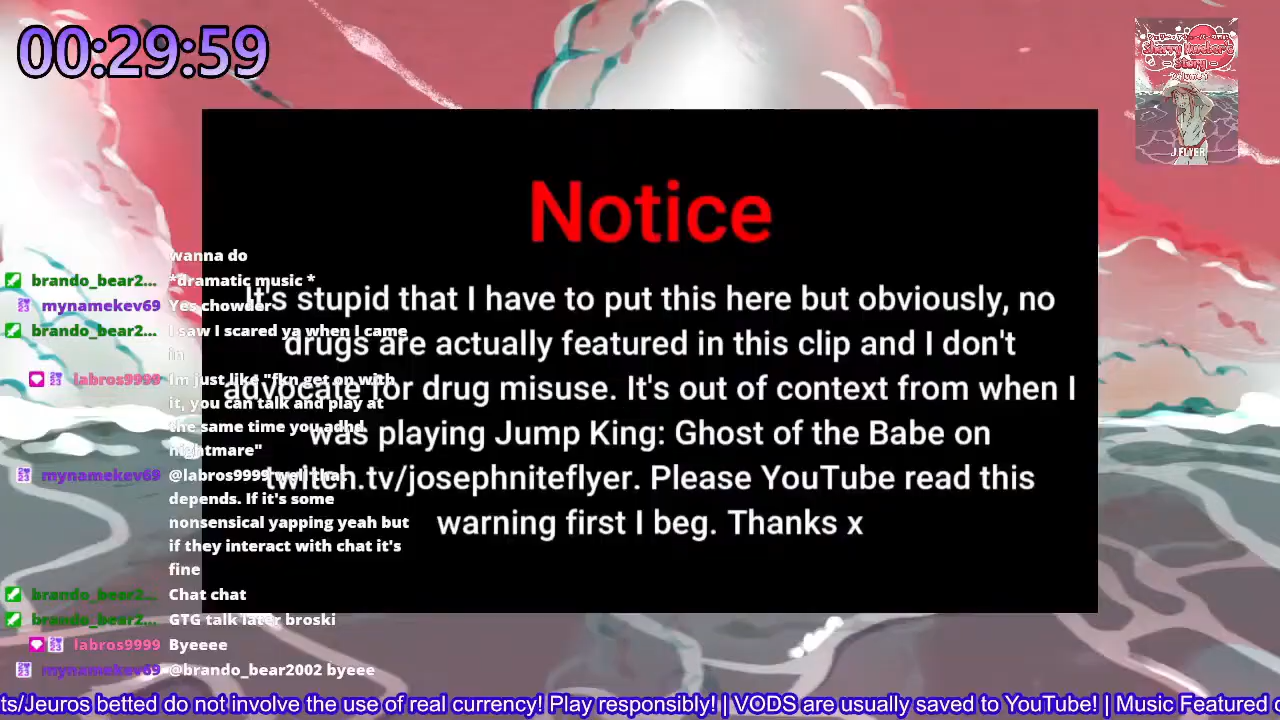 00:29:59
Sherry Kyubert's
- Story -
J.FLYER
Notice
It's stupid that I have to put this here but obviously, no
drugs are actually featured in this clip and I don't
advocate for drug misuse. It's out of context from when I
was playing Jump King: Ghost of the Babe on
twitch.tv/josephniteflyer. Please YouTube read this
warning first I beg. Thanks x
wanna do
brando_bear2... *dramatic music *
mynamekev69 Yes chowder
brando_bear2... I saw I scared ya when I came
in
labros9999 Im just like "fkn get on with
it, you can talk and play at
the same time you adhd
nightmare"
mynamekev69 @labros9999 well that
depends. If it's some
nonsensical yapping yeah but
if they interact with chat it's
fine
brando_bear2... Chat chat
brando_bear2... GTG talk later broski
labros9999 Byeeee
mynamekev69 @brando_bear2002 byeee
ts/Jeuros betted do not involve the use of real currency! Play responsibly! | VODS are usually saved to YouTube! | Music Featured